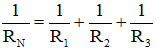 1/R_N = 1/R_1 + 1/R_2 + 1/R_3